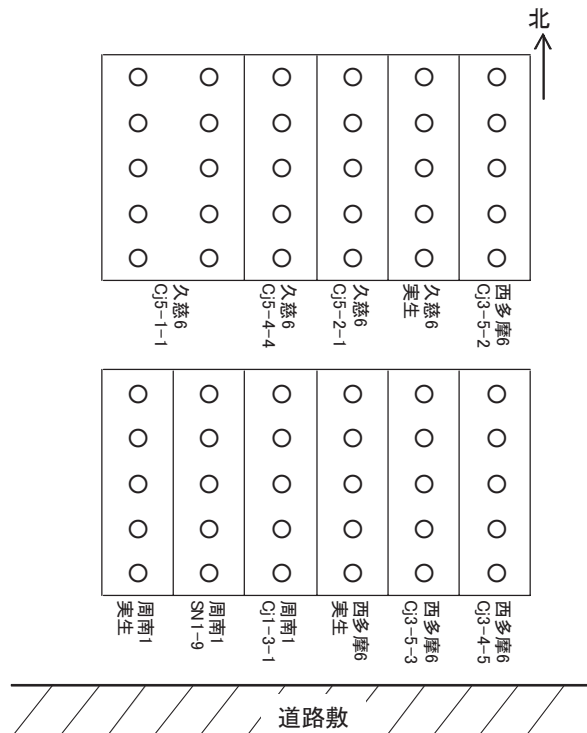 北
久慈6
Cj5-1-1
久慈6
Cj5-4-4
久慈6
Cj5-2-1
久慈6
実生
西多摩6
Cj3-5-2
周南1
実生
周南1
SN1-9
周南1
Cj1-3-1
西多摩6
実生
西多摩6
Cj3-5-3
西多摩6
Cj3-4-5
道路敷